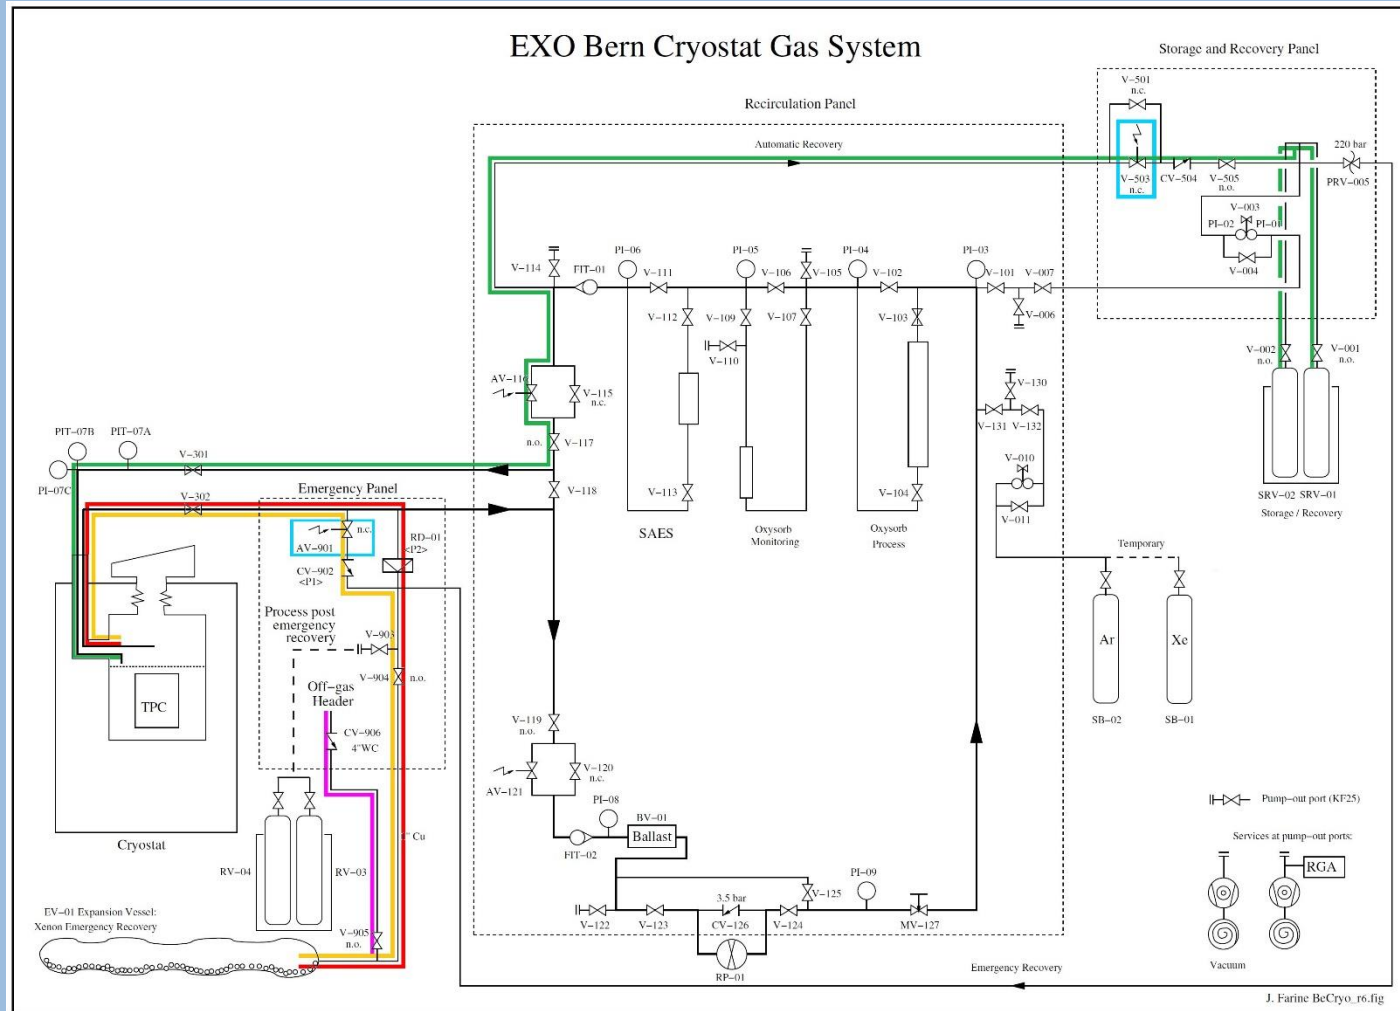 EXO Bern Cryostat Gas System
Storage and Recovery Panel
V-501
n.c.
Recirculation Panel
Automatic Recovery
V-503
n.c.
CV-504
V-505
n.o.
220 bar
PRV-005
V-003
PI-02
PI-01
V-004
V-114
FIT-01
PI-06
V-111
PI-05
V-106
V-105
PI-04
V-102
PI-03
V-101
V-007
V-006
V-112
V-109
V-107
V-103
V-110
V-002
n.o.
V-001
n.o.
AV-116
V-115
n.c.
V-130
V-131
V-132
n.o.
V-117
PIT-07B
PIT-07A
PI-07C
V-301
V-010
V-302
Emergency Panel
V-118
V-113
V-104
V-011
SRV-02
SRV-01
Storage / Recovery
SAES
Oxysorb
Monitoring
Oxysorb
Process
n.c.
AV-901
RD-01
<P2>
CV-902
<P1>
Temporary
Process post
emergency
recovery
V-903
V-904
n.o.
Ar
Xe
Off-gas
Header
TPC
CV-906
4"WC
SB-02
SB-01
V-119
n.o.
V-120
n.c.
AV-121
PI-08
BV-01
Ballast
FIT-02
Cryostat
" Cu
Pump-out port (KF25)
Services at pump-out ports:
RGA
RV-04
RV-03
PI-09
V-125
3.5 bar
V-122
V-123
CV-126
V-124
MV-127
EV-01 Expansion Vessel:
Xenon Emergency Recovery
V-905
n.o.
RP-01
Vacuum
Emergency Recovery
J. Farine BeCryo_r6.fig